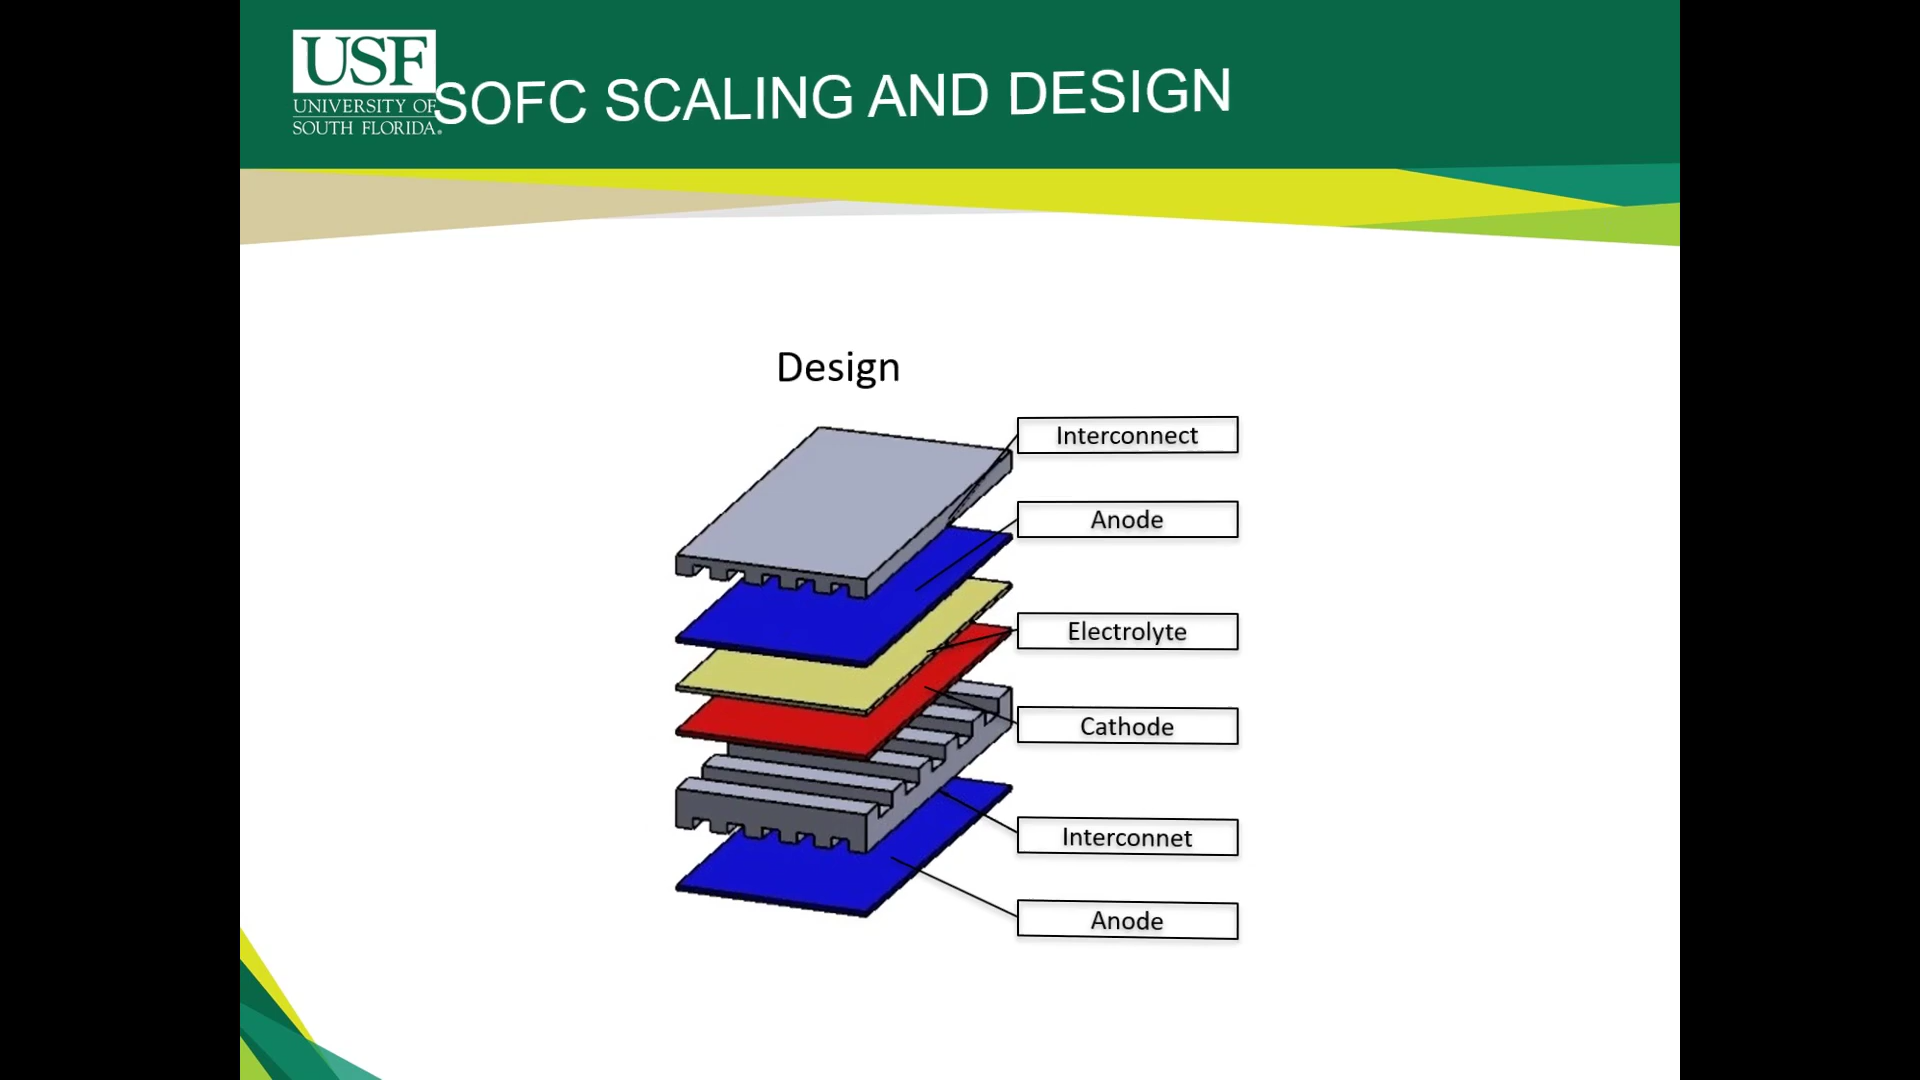 USF
UNIVERSITY OF
SOUTH FLORIDA®
SOFC SCALING AND DESIGN
Design
Interconnect
Anode
Electrolyte
Cathode
Interconnet
Anode